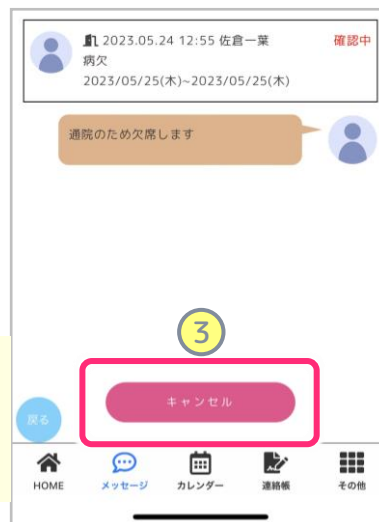 2023.05.24 12:55 佐倉一葉
確認中
病欠
2023/05/25(木)~2023/05/25(木)
通院のため欠席します
3
キャンセル
戻る
HOME
メッセージ
カレンダー
連絡帳
その他